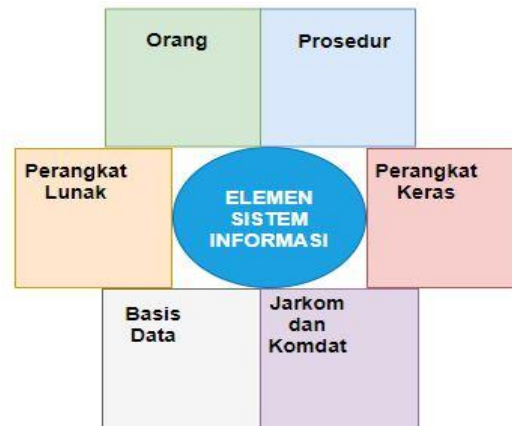 Orang
Prosedur
Perangkat
Lunak
ELEMEN
SISTEM
INFORMASI
Perangkat
Keras
Basis
Data
Jarkom
dan
Komdat